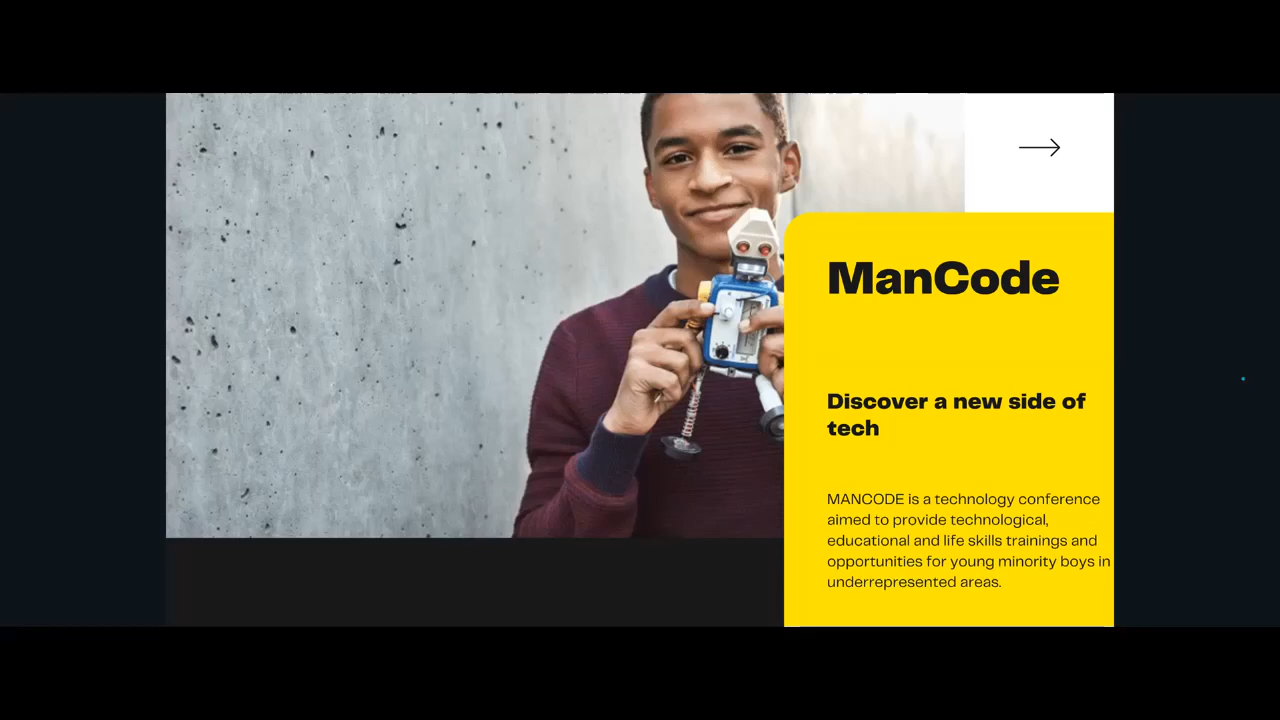 ManCode
Discover a new side of
tech
MANCODE is a technology conference
aimed to provide technological,
educational and life skills trainings and
opportunities for young minority boys in
underrepresented areas.